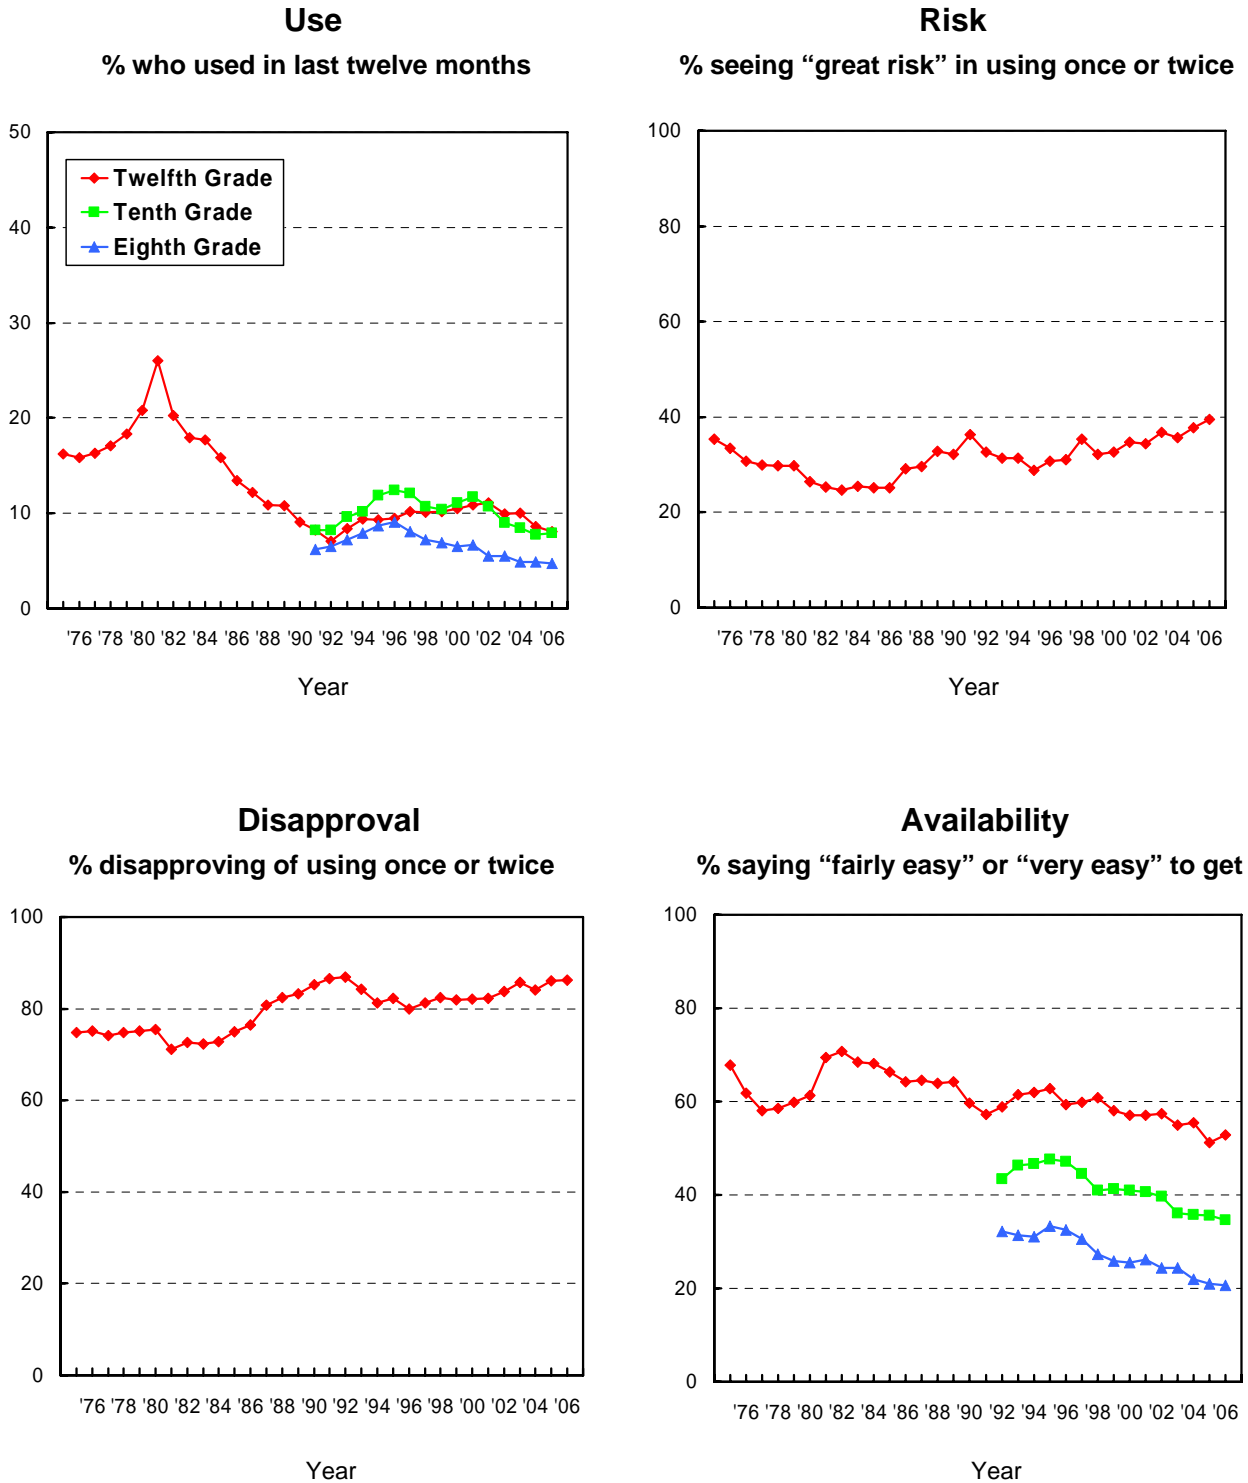 Use
% who used in last twelve months
50
40
30
20
10
0
Twelfth Grade
Tenth Grade
Eighth Grade
'76 '78 '80 '82 '84 '86 '88 '90 '92 '94 '96 '98 '00 '02 '04 '06
Year
Risk
% seeing “great risk” in using once or twice
100
80
60
40
20
0
'76 '78 '80 '82 '84 '86 '88 '90 '92 '94 '96 '98 '00 '02 '04 '06
Year
Disapproval
% disapproving of using once or twice
100
80
60
40
20
0
'76 '78 '80 '82 '84 '86 '88 '90 '92 '94 '96 '98 '00 '02 '04 '06
Year
Availability
% saying “fairly easy” or “very easy” to get
100
80
60
40
20
0
'76 '78 '80 '82 '84 '86 '88 '90 '92 '94 '96 '98 '00 '02 '04 '06
Year